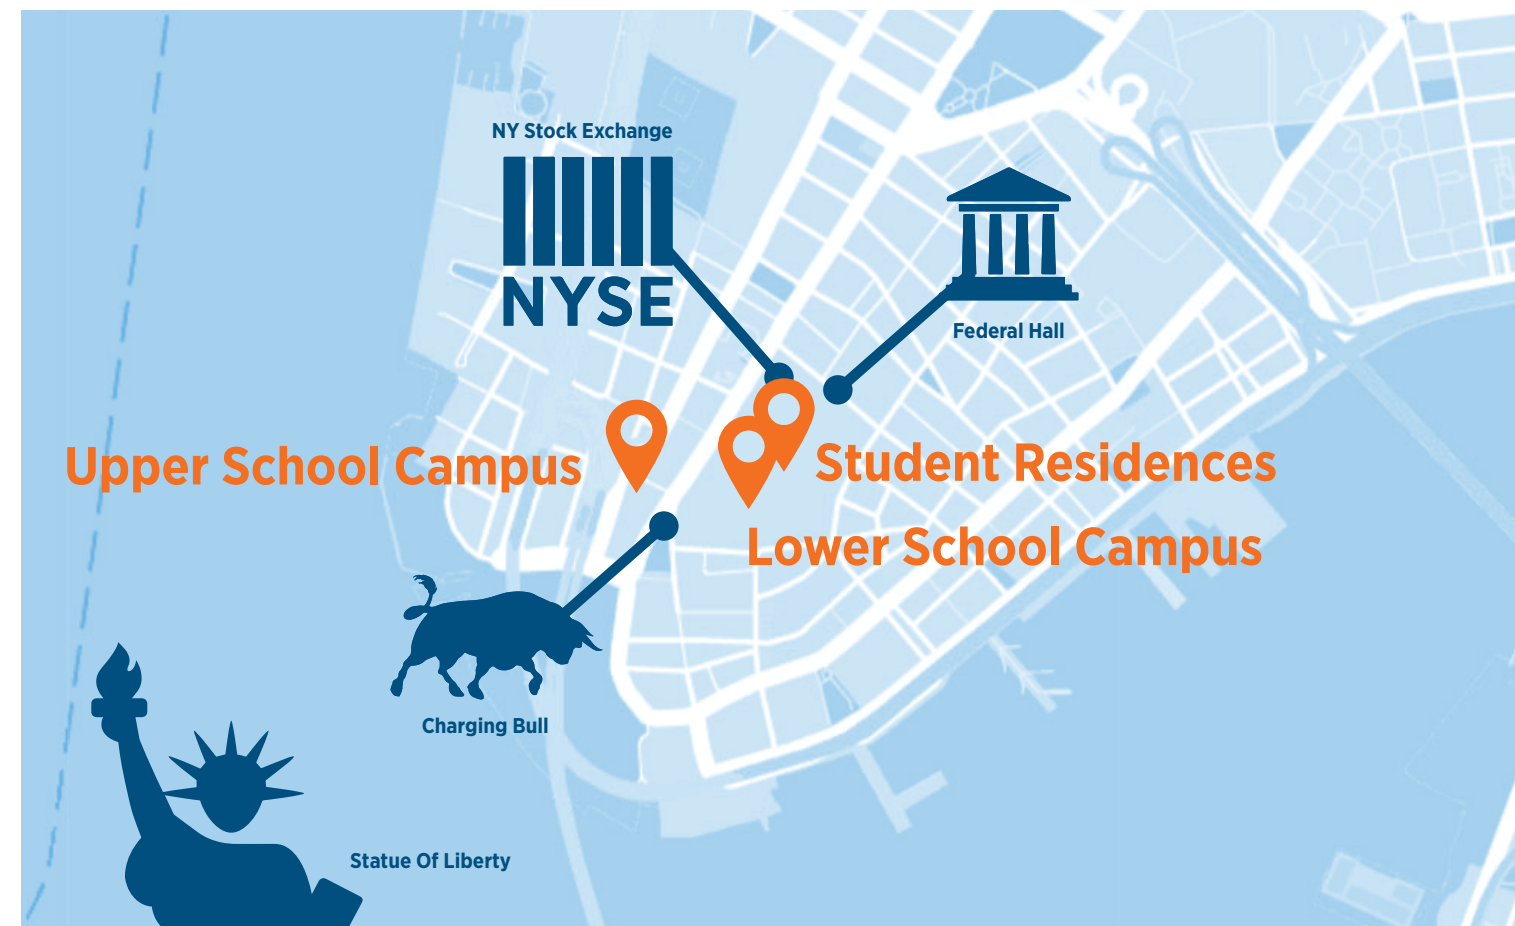 NY Stock Exchange
NYSE
Federal Hall
Upper School Campus
Student Residences
Lower School Campus
Charging Bull
Statue Of Liberty